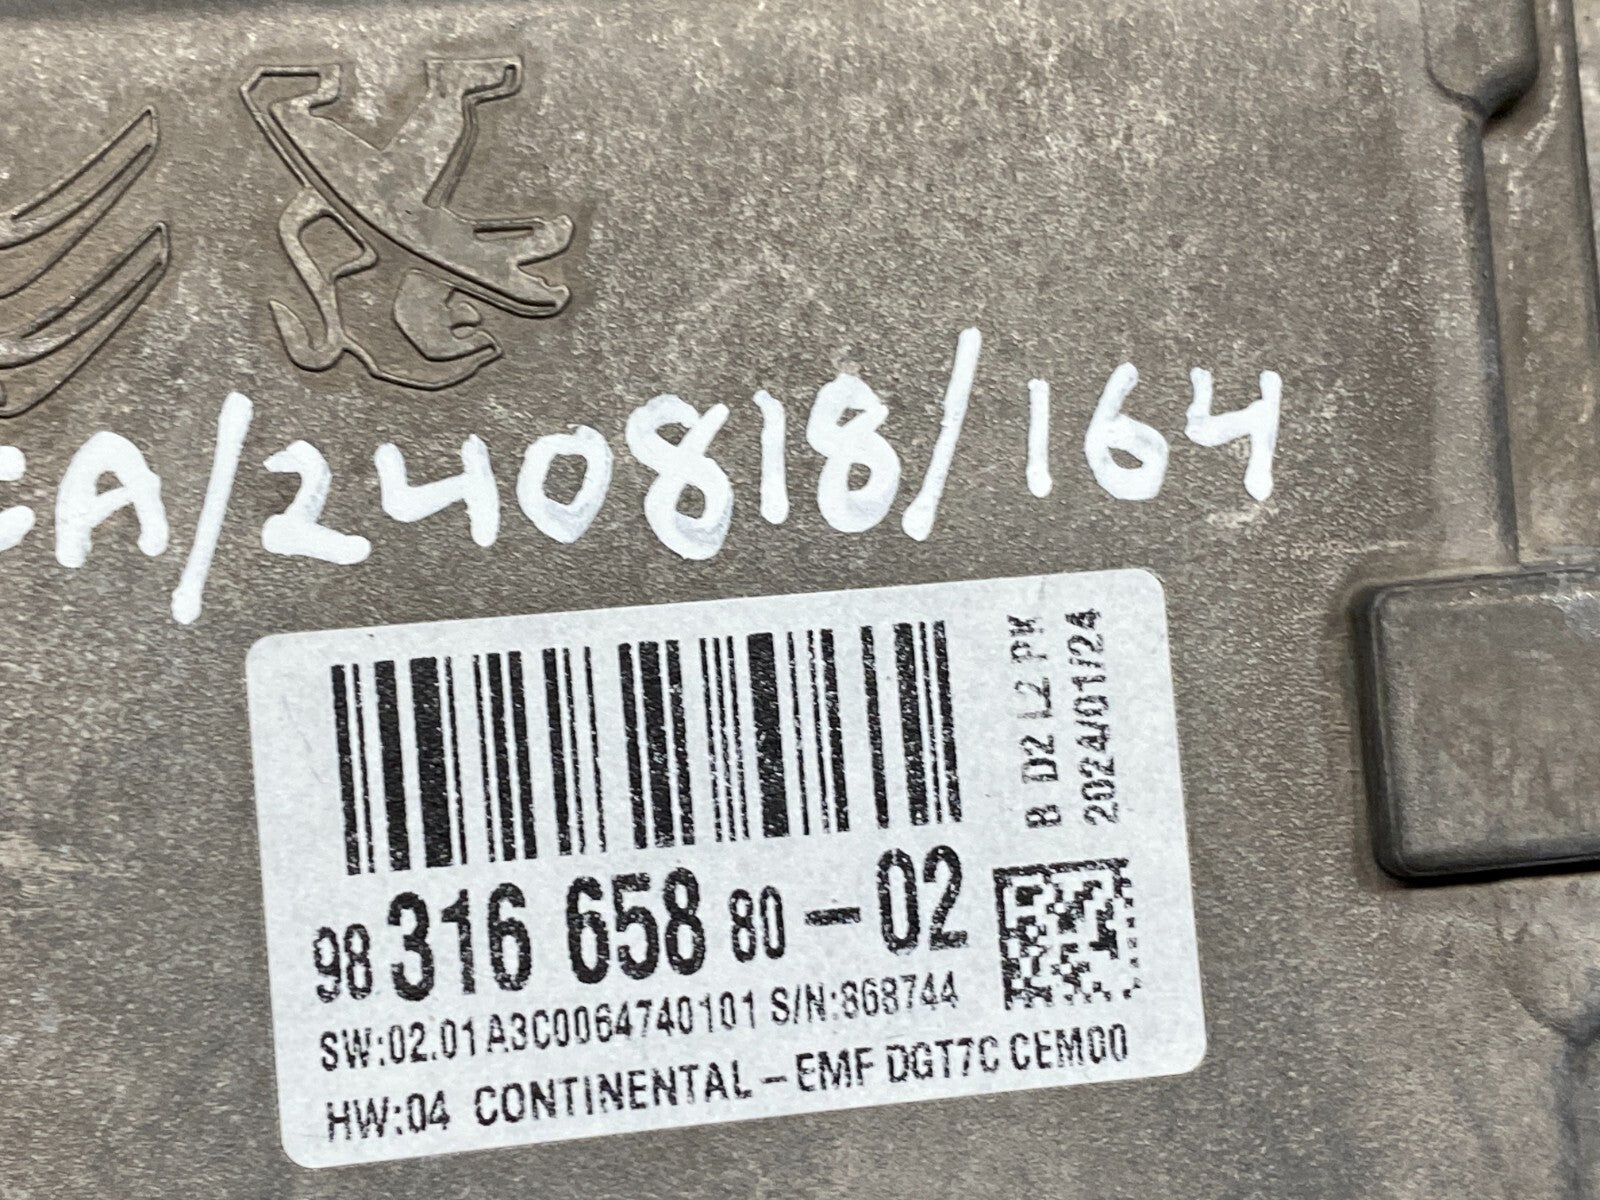 EA/240818/164
B D2 L2 PK
2024/01/24
98 316 658 80-02
SW:02.01 A3C0064740101 S/N:868744
HW:04 CONTINENTAL-EMF DGT7C CEM00